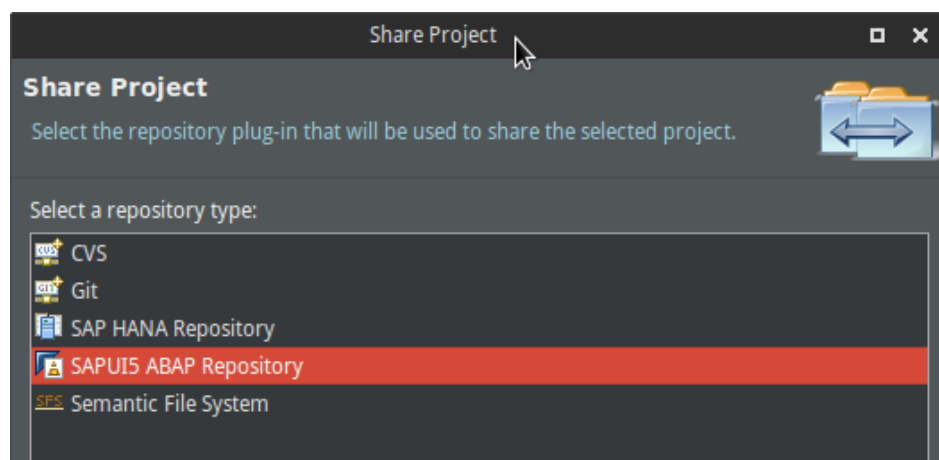 Share Project
Share Project
Select the repository plug-in that will be used to share the selected project.
Select a repository type:
CVS
Git
SAP HANA Repository
SAPUI5 ABAP Repository
SFS Semantic File System